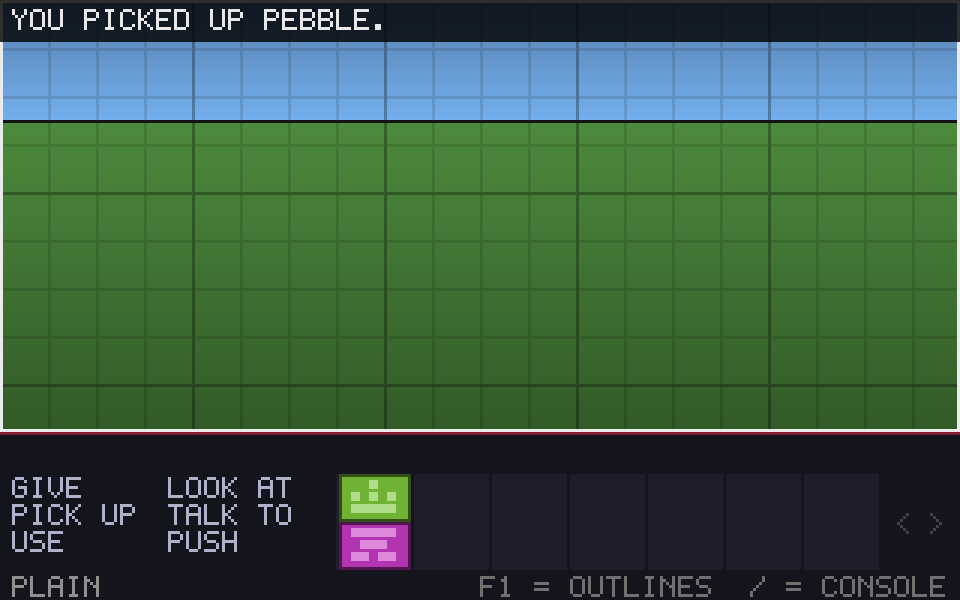 YOU PICKED UP PEBBLE.
GIVE LOOK AT
PICK UP TALK TO
USE PUSH
< >
PLAIN F1 = OUTLINES / = CONSOLE